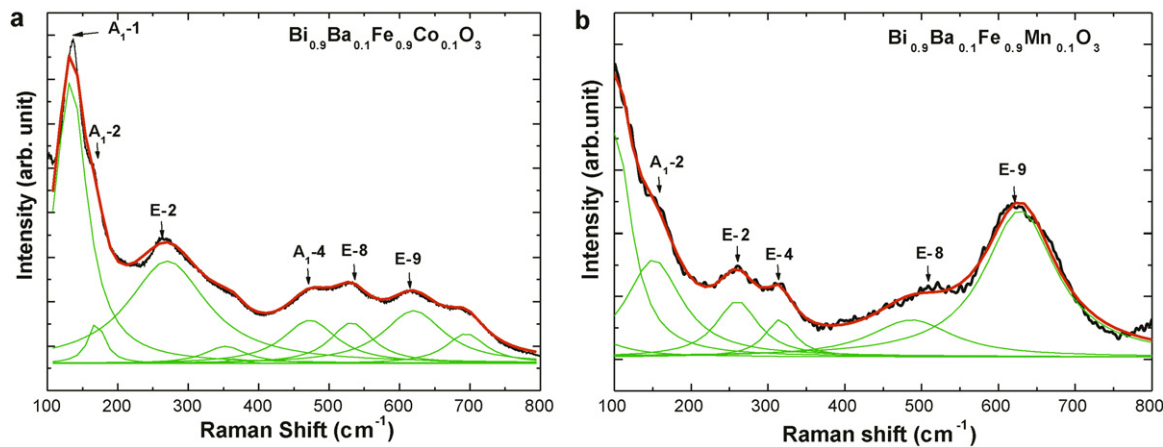 a
A₁-1
Bi₀.₉Ba₀.₁Fe₀.₉Co₀.₁O₃
A₁-2
E-2
A₁-4
E-8
E-9
Intensity (arb. unit)
100 200 300 400 500 600 700 800
Raman Shift (cm⁻¹)
b
Bi₀.₉Ba₀.₁Fe₀.₉Mn₀.₁O₃
A₁-2
E-9
E-2
E-4
E-8
Intensity (arb.unit)
100 200 300 400 500 600 700 800
Raman shift (cm⁻¹)